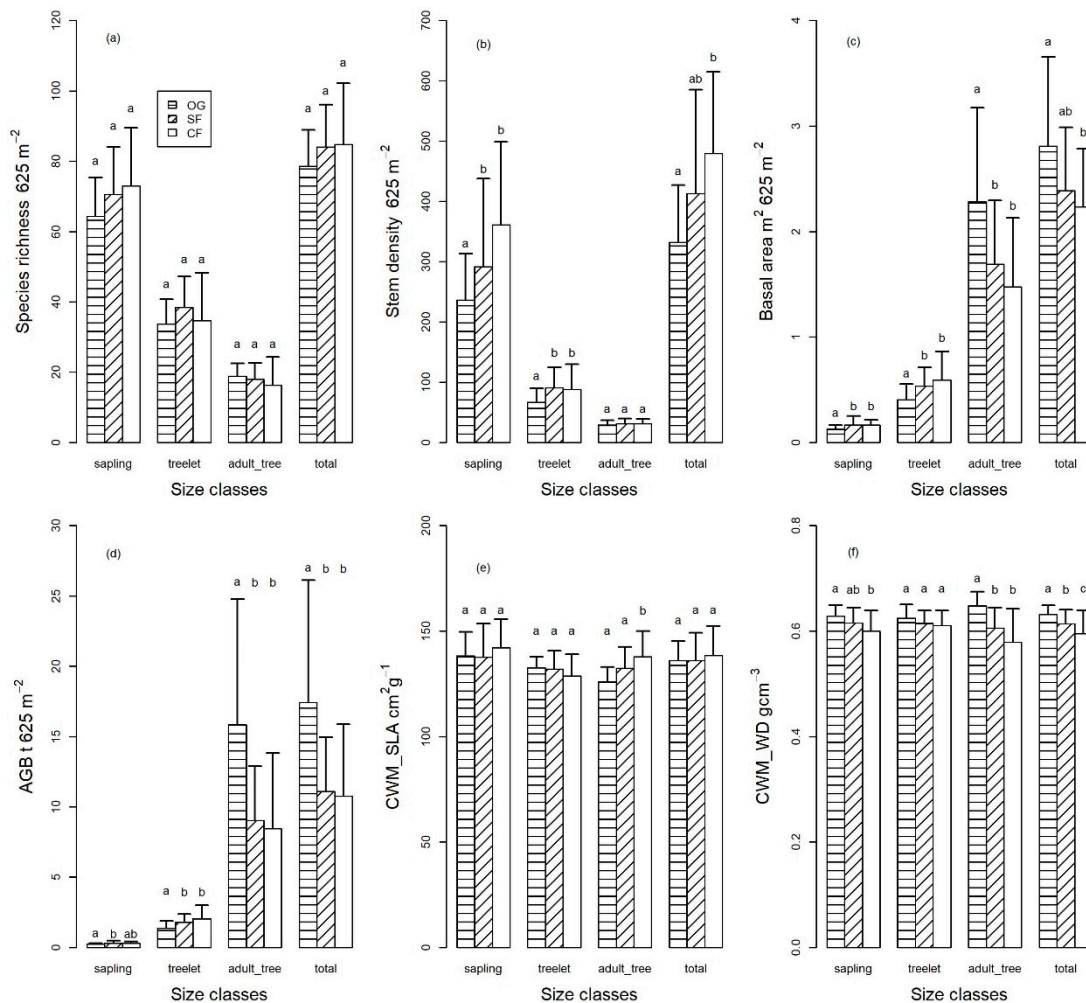 (a)
Species richness 625 m⁻²
120
100
80
60
40
20
0
a a a
a a a
a a a
a a a
OG
SF
CF
sapling treelet adult_tree total
Size classes
(b)
Stem density 625 m⁻²
700
600
500
400
300
200
100
0
a b b
a b b
a a a
a ab b
sapling treelet adult_tree total
Size classes
(c)
Basal area m² 625 m⁻²
4
3
2
1
0
a b b
a b b
a b b
a ab b
sapling treelet adult_tree total
Size classes
(d)
AGB t 625 m⁻²
30
25
20
15
10
5
0
a b ab
a b b
a b b
a b b
sapling treelet adult_tree total
Size classes
(e)
CWM_SLA cm²g⁻¹
200
150
100
50
0
a a a
a a a
a a b
a a a
sapling treelet adult_tree total
Size classes
(f)
CWM_WD gcm⁻³
0.8
0.6
0.4
0.2
0.0
a ab b
a a a
a b b
a b c
sapling treelet adult_tree total
Size classes